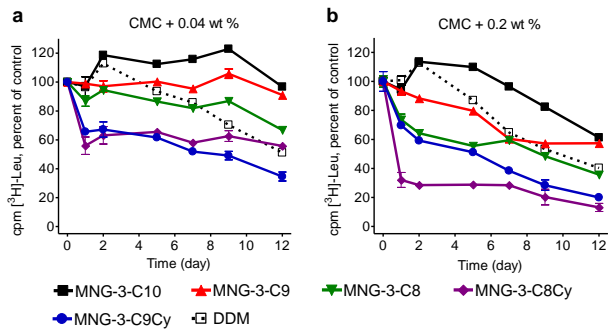 a
CMC + 0.04 wt %
cpm [³H]-Leu, percent of control
120
100
80
60
40
20
0
0 2 4 6 8 10 12
Time (day)
b
CMC + 0.2 wt %
cpm [³H]-Leu, percent of control
120
100
80
60
40
20
0
0 2 4 6 8 10 12
Time (day)
MNG-3-C10 MNG-3-C9 MNG-3-C8 MNG-3-C8Cy
MNG-3-C9Cy DDM